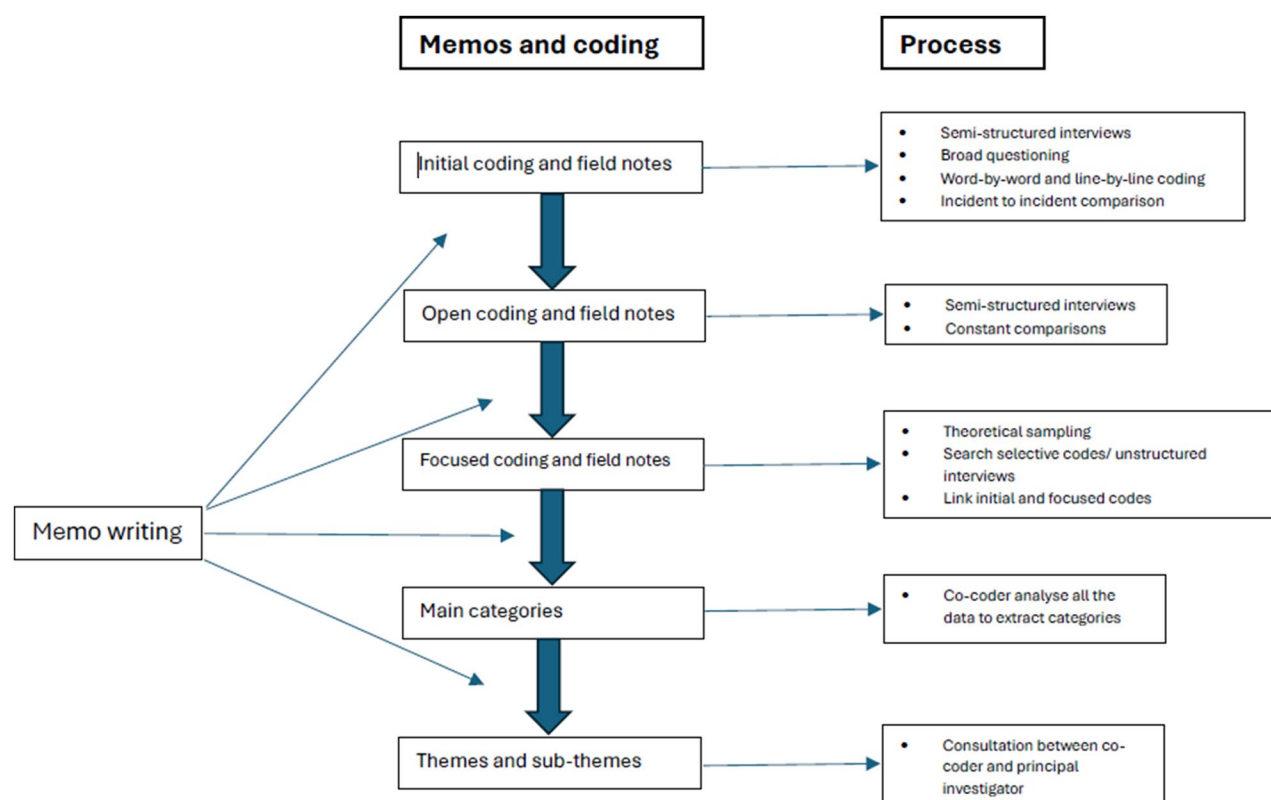 Memos and coding
Process
Initial coding and field notes
• Semi-structured interviews
• Broad questioning
• Word-by-word and line-by-line coding
• Incident to incident comparison
Open coding and field notes
• Semi-structured interviews
• Constant comparisons
Focused coding and field notes
• Theoretical sampling
• Search selective codes/ unstructured
interviews
• Link initial and focused codes
Memo writing
Main categories
• Co-coder analyse all the
data to extract categories
Themes and sub-themes
• Consultation between co-
coder and principal
investigator